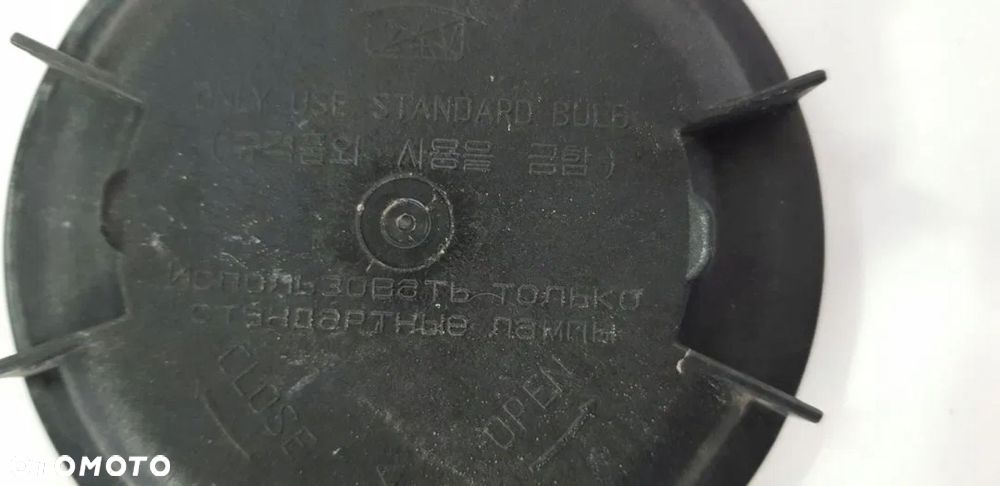 24V
ONLY USE STANDARD BULB
(규격품외 사용을 금함)
использовать только
стандартные лампы
CLOSE
OPEN
OTOMOTO